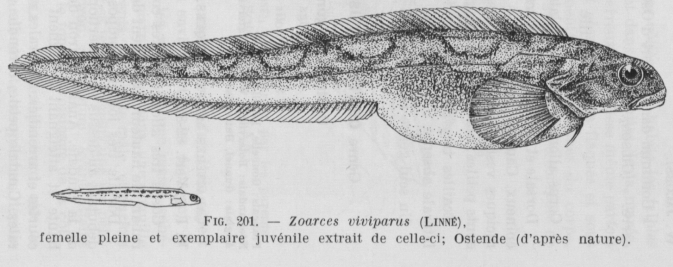 FIG. 201. — Zoarces viviparus (LINNÉ),
femelle pleine et exemplaire juvénile extrait de celle-ci; Ostende (d'après nature).